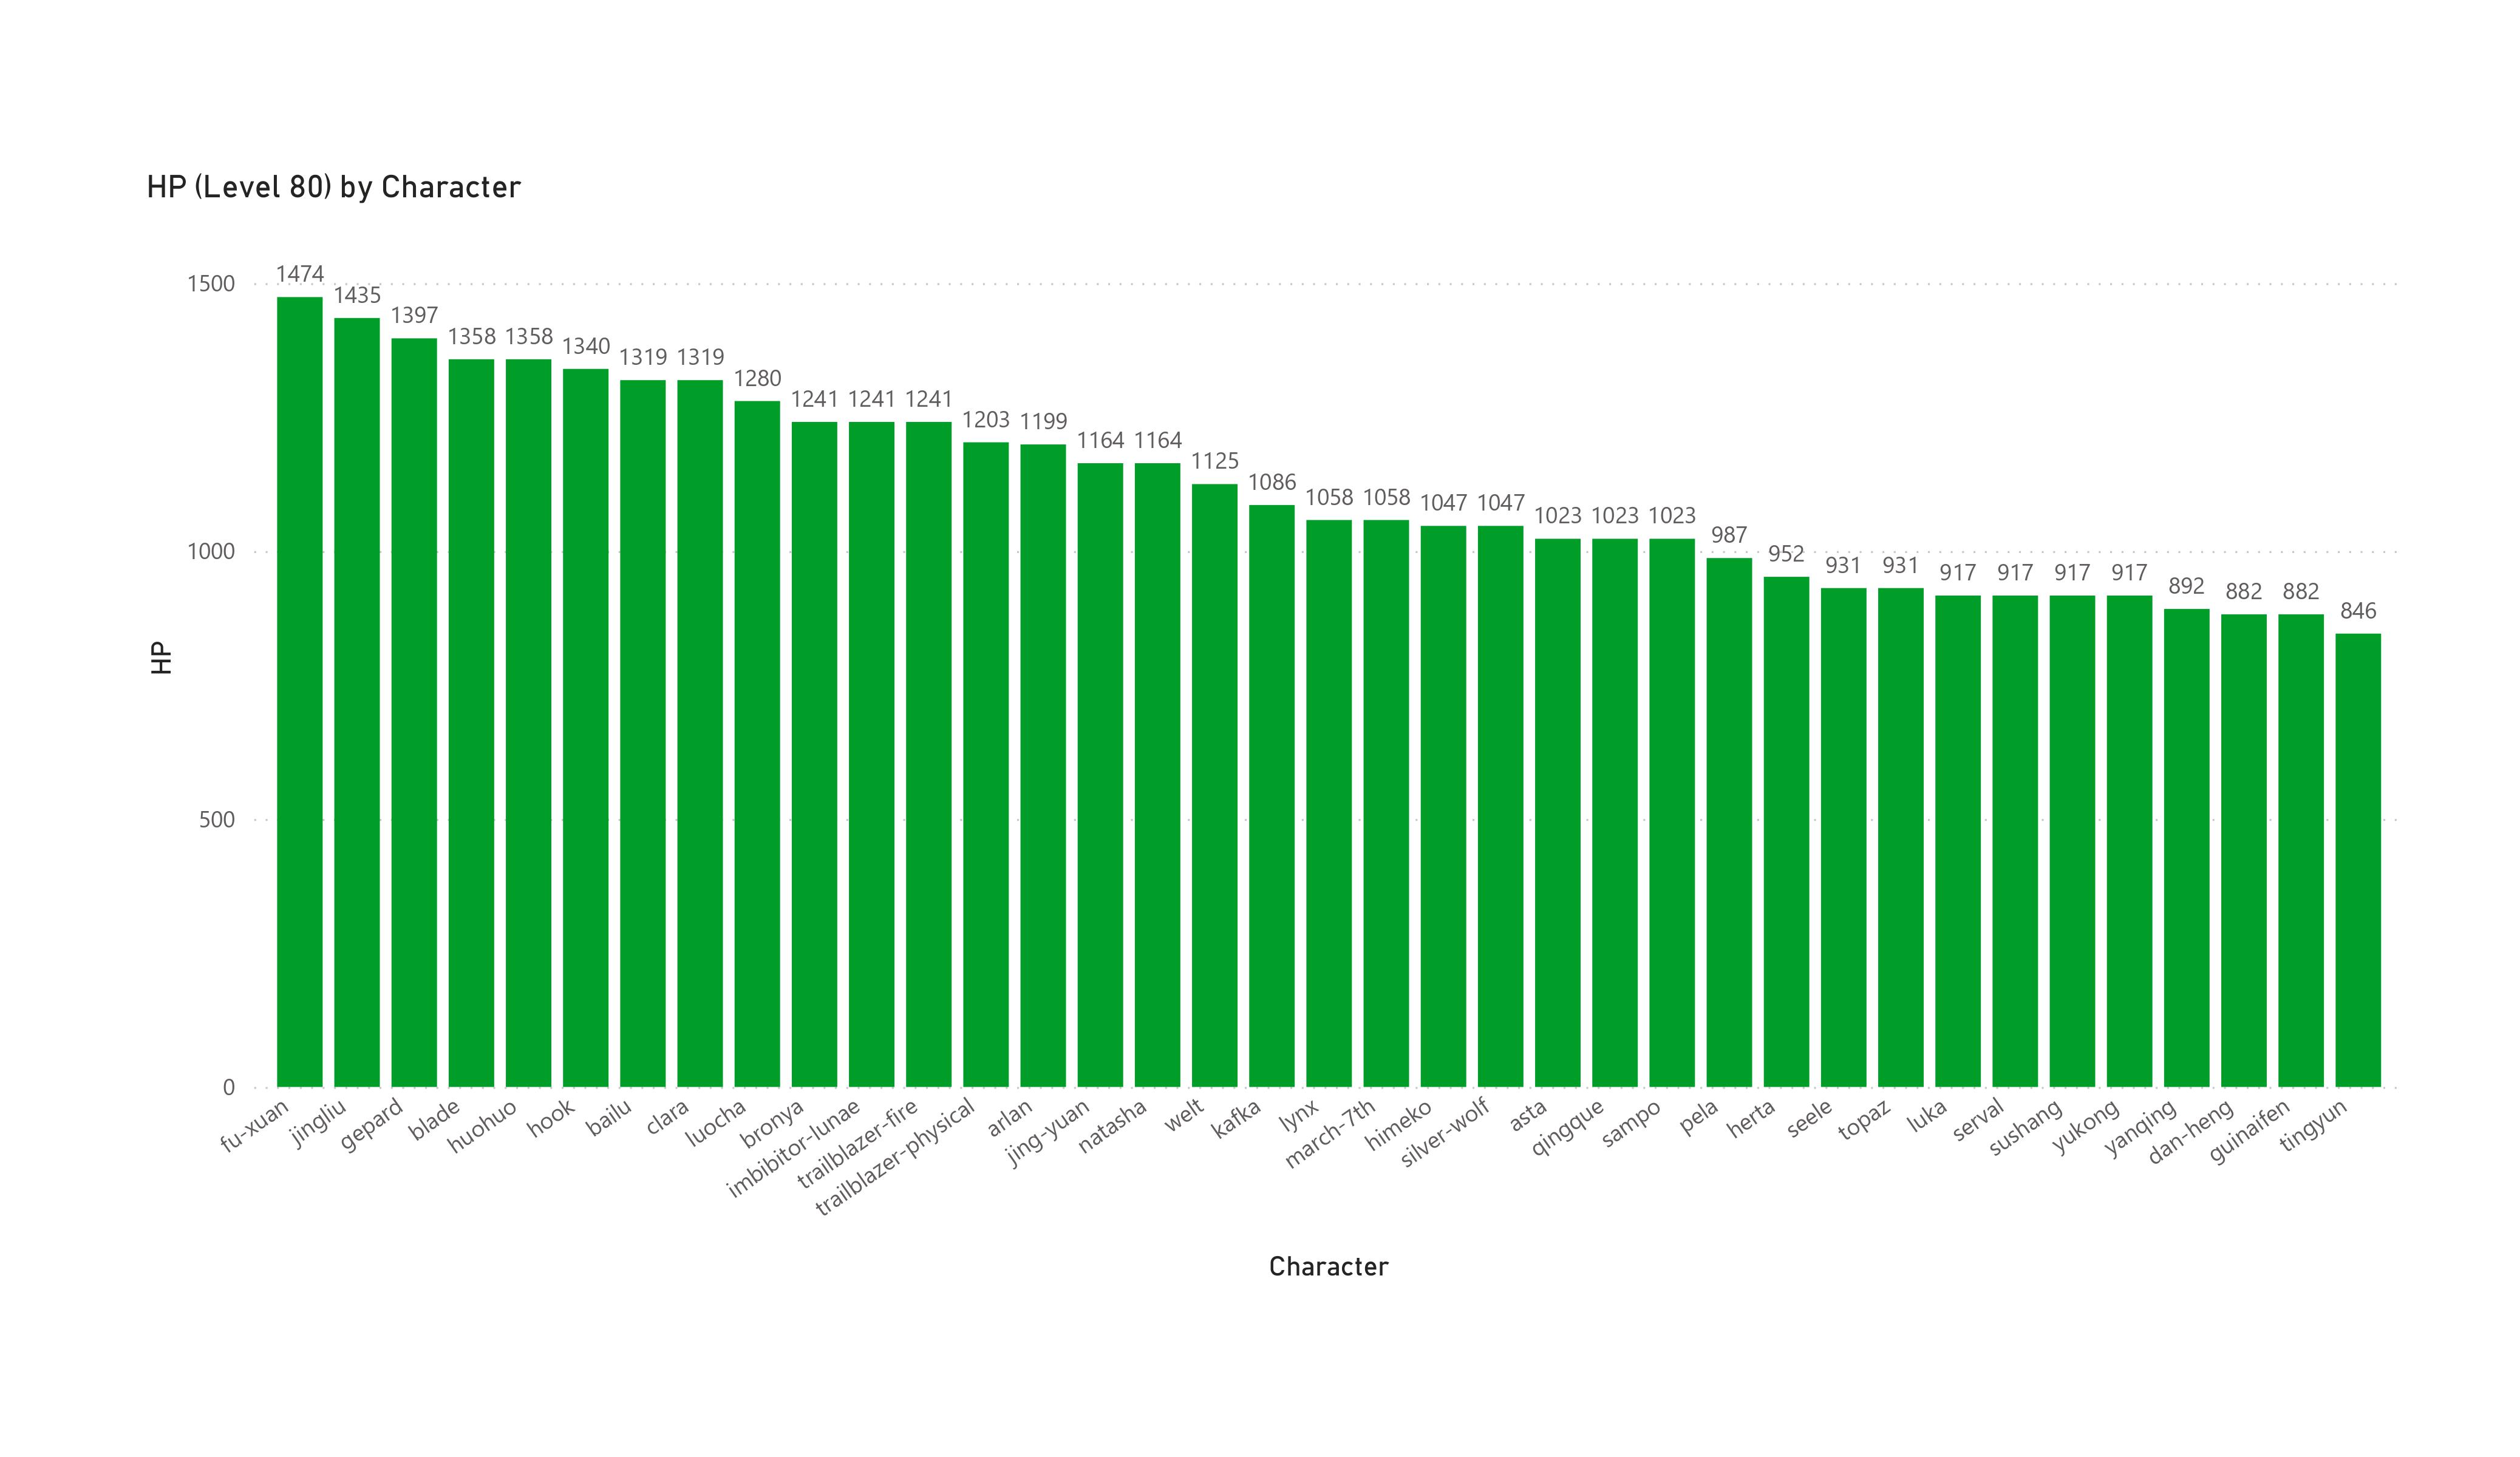 HP (Level 80) by Character
1474
1435
1397
1358 1358
1340
1319 1319
1280
1241 1241 1241
1203 1199
1164 1164
1125
1086
1058 1058
1047 1047
1023 1023 1023
987
952
931 931
917 917 917 917
892
882 882
846
1500
1000
500
0
HP
fu-xuan
jingliu
gepard
blade
huohuo
hook
bailu
clara
luocha
bronya
imbibitor-lunae
trailblazer-fire
trailblazer-physical
arlan
jing-yuan
natasha
welt
kafka
lynx
march-7th
himeko
silver-wolf
asta
qingque
sampo
pela
herta
seele
topaz
luka
serval
sushang
yukong
yanqing
dan-heng
guinaifen
tingyun
Character